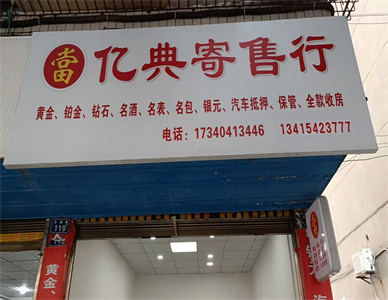 當
亿典寄售行
黄金、铂金、钻石、名酒、名表、名包、银元、汽车抵押、保管、全款收房
电话：17340413446 13415423777
119
當
黄金、